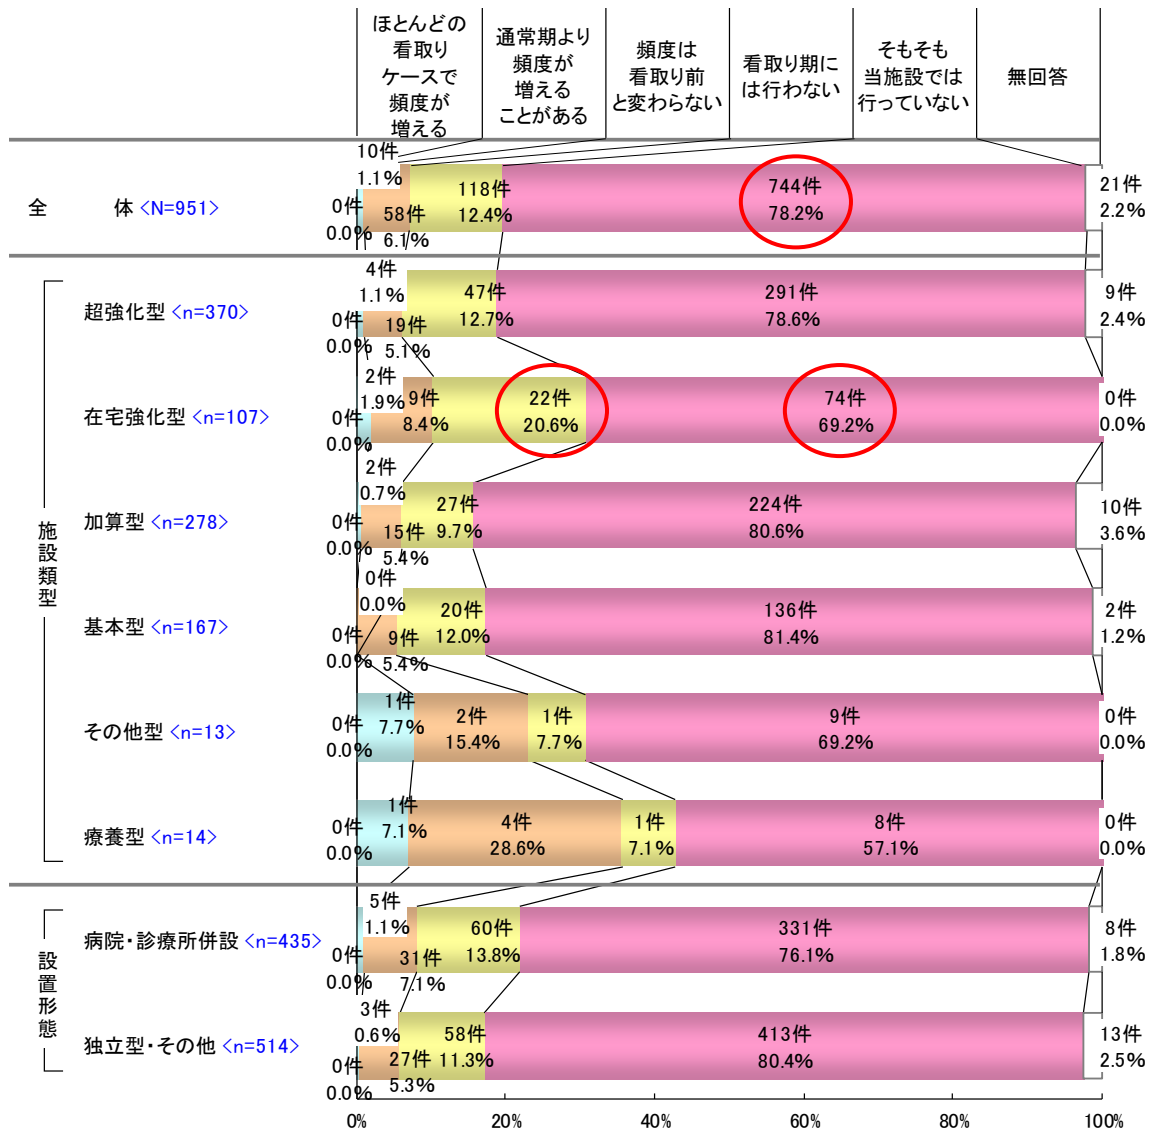 ほとんどの
看取り
ケースで
頻度が
増える
通常期より
頻度が
増える
ことがある
頻度は
看取り前
と変わらない
看取り期に
は行わない
そもそも
当施設では
行っていない
無回答
全 体 <N=951>
0件
0.0%
10件
1.1%
58件
6.1%
118件
12.4%
744件
78.2%
21件
2.2%
施設類型
超強化型 <n=370>
0件
0.0%
4件
1.1%
19件
5.1%
47件
12.7%
291件
78.6%
9件
2.4%
在宅強化型 <n=107>
0件
0.0%
2件
1.9%
9件
8.4%
22件
20.6%
74件
69.2%
0件
0.0%
加算型 <n=278>
0件
0.0%
2件
0.7%
15件
5.4%
27件
9.7%
224件
80.6%
10件
3.6%
基本型 <n=167>
0件
0.0%
0件
0.0%
9件
5.4%
20件
12.0%
136件
81.4%
2件
1.2%
その他型 <n=13>
0件
0.0%
1件
7.7%
2件
15.4%
1件
7.7%
9件
69.2%
0件
0.0%
療養型 <n=14>
0件
0.0%
1件
7.1%
4件
28.6%
1件
7.1%
8件
57.1%
0件
0.0%
設置形態
病院・診療所併設 <n=435>
0件
0.0%
5件
1.1%
31件
7.1%
60件
13.8%
331件
76.1%
8件
1.8%
独立型・その他 <n=514>
0件
0.0%
3件
0.6%
27件
5.3%
58件
11.3%
413件
80.4%
13件
2.5%
0% 20% 40% 60% 80% 100%